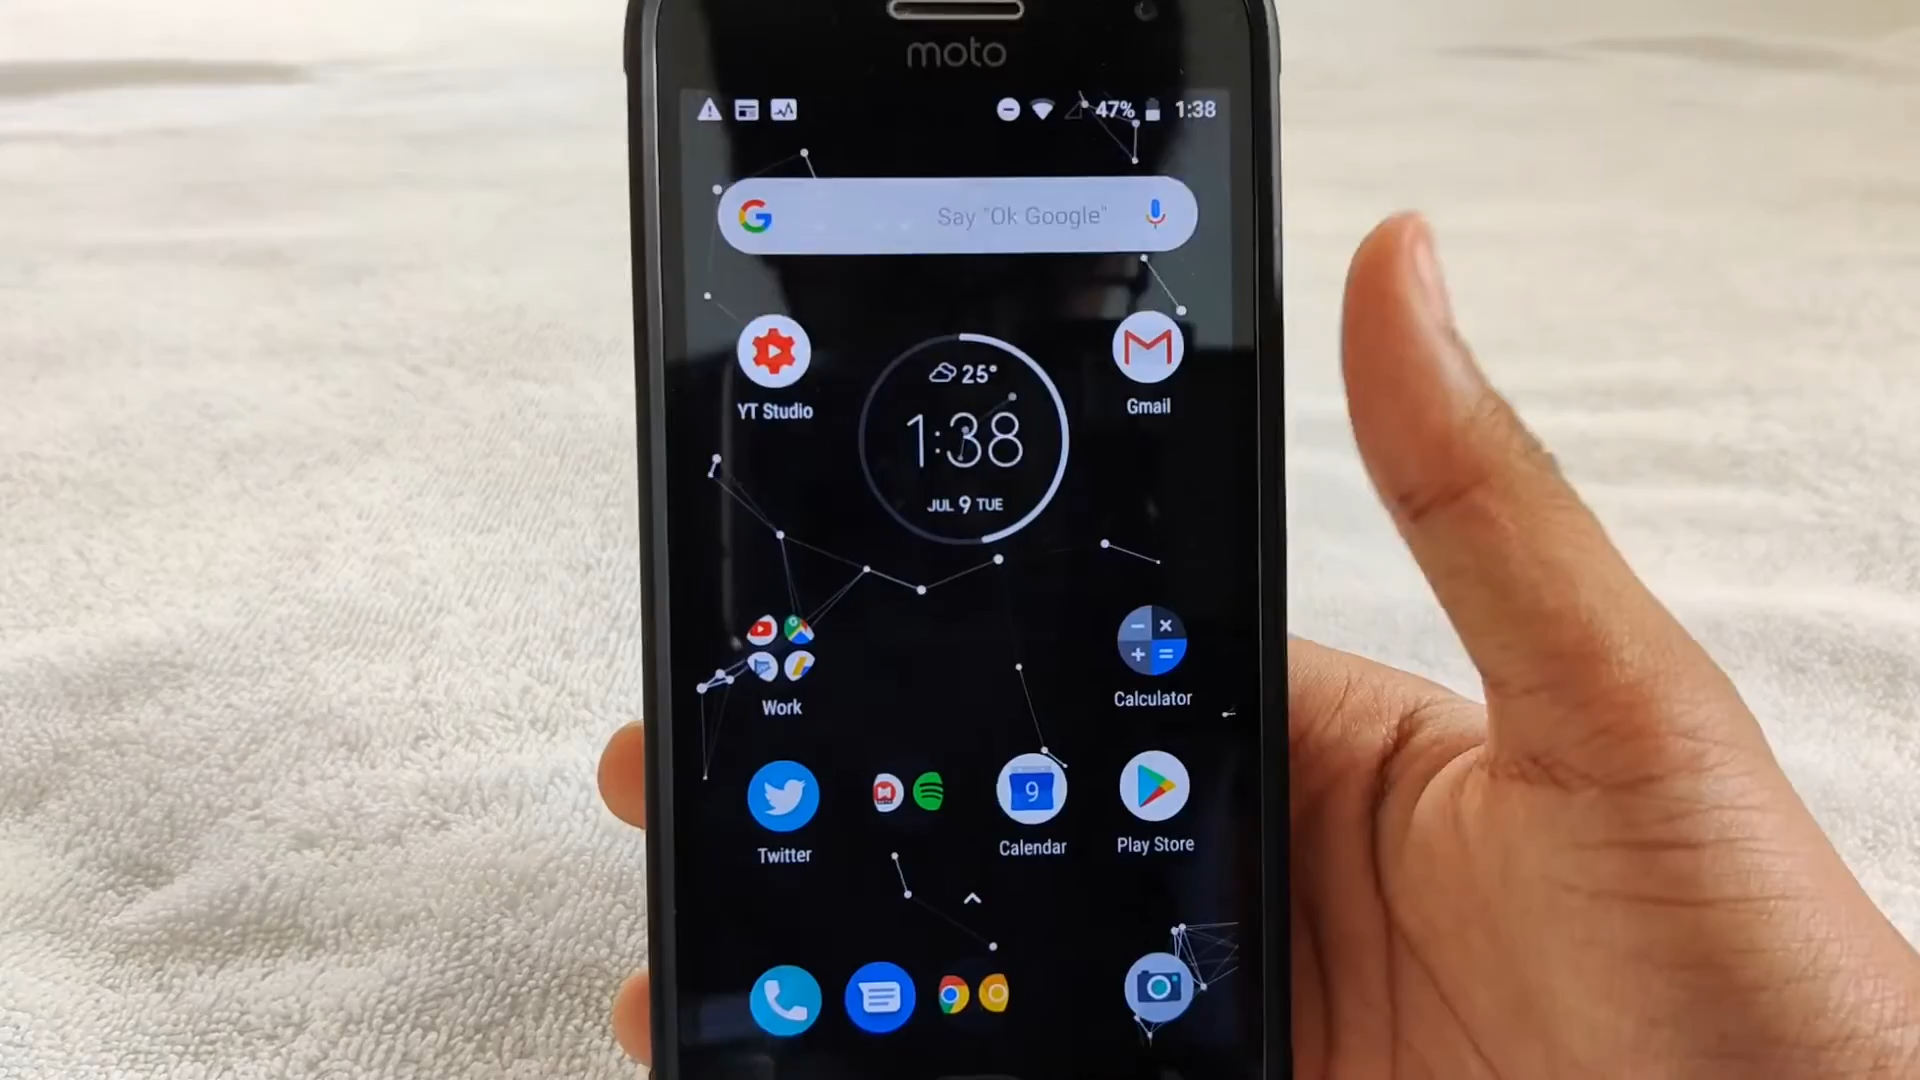 moto
47% 1:38
G Say "Ok Google"
25°
1:38
JUL 9 TUE
YT Studio
Gmail
Work
Calculator
9
Twitter
Calendar
Play Store